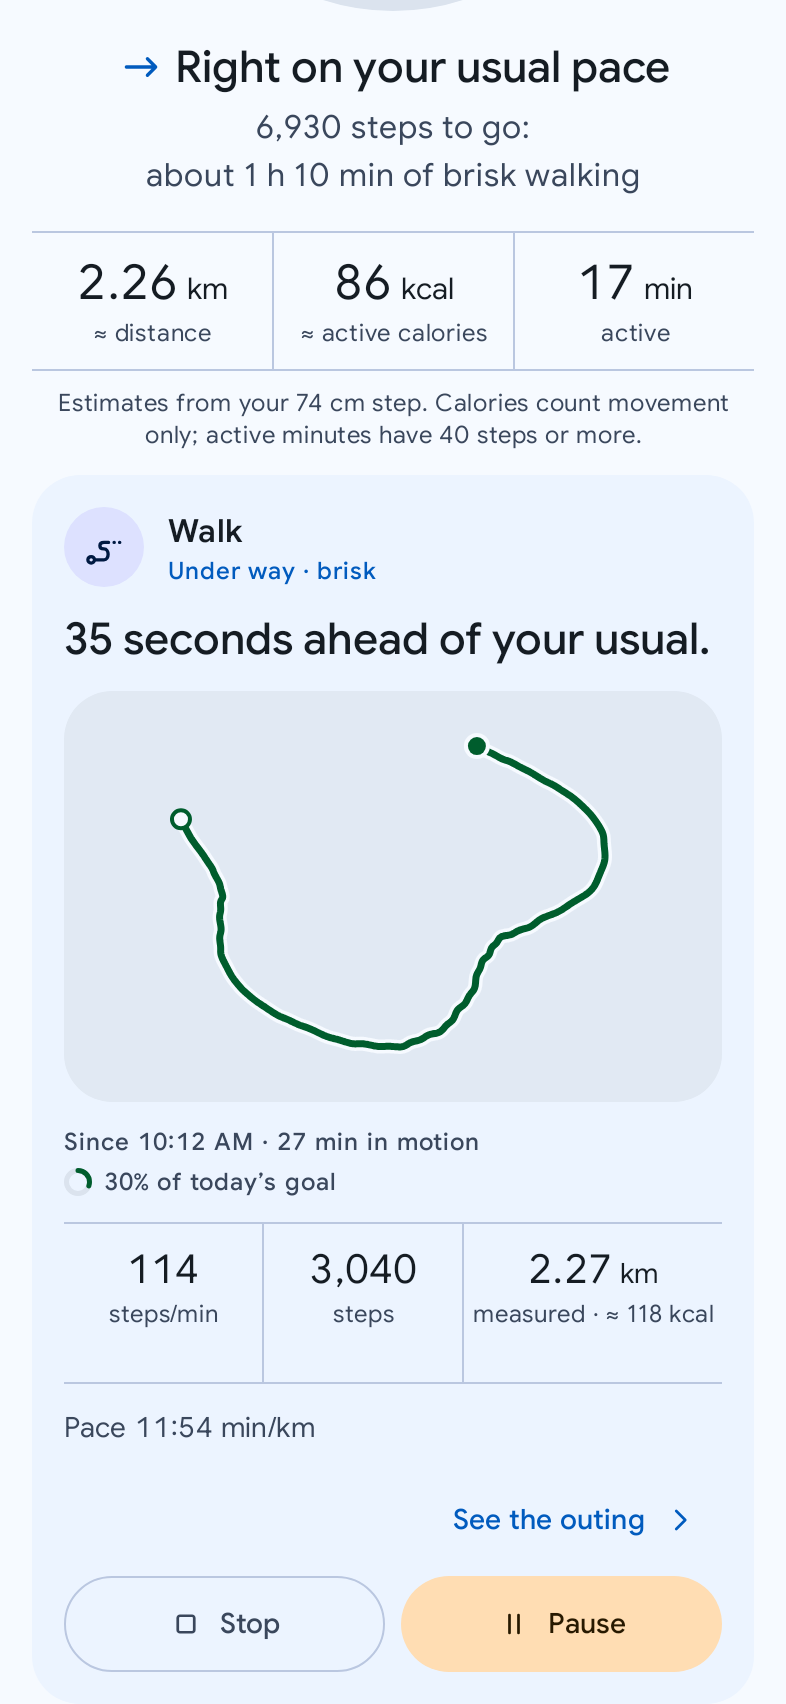 → Right on your usual pace
6,930 steps to go:
about 1 h 10 min of brisk walking
2.26 km
≈ distance
86 kcal
≈ active calories
17 min
active
Estimates from your 74 cm step. Calories count movement
only; active minutes have 40 steps or more.
Walk
Under way · brisk
35 seconds ahead of your usual.
Since 10:12 AM · 27 min in motion
30% of today’s goal
114
steps/min
3,040
steps
2.27 km
measured · ≈ 118 kcal
Pace 11:54 min/km
See the outing
Stop
Pause